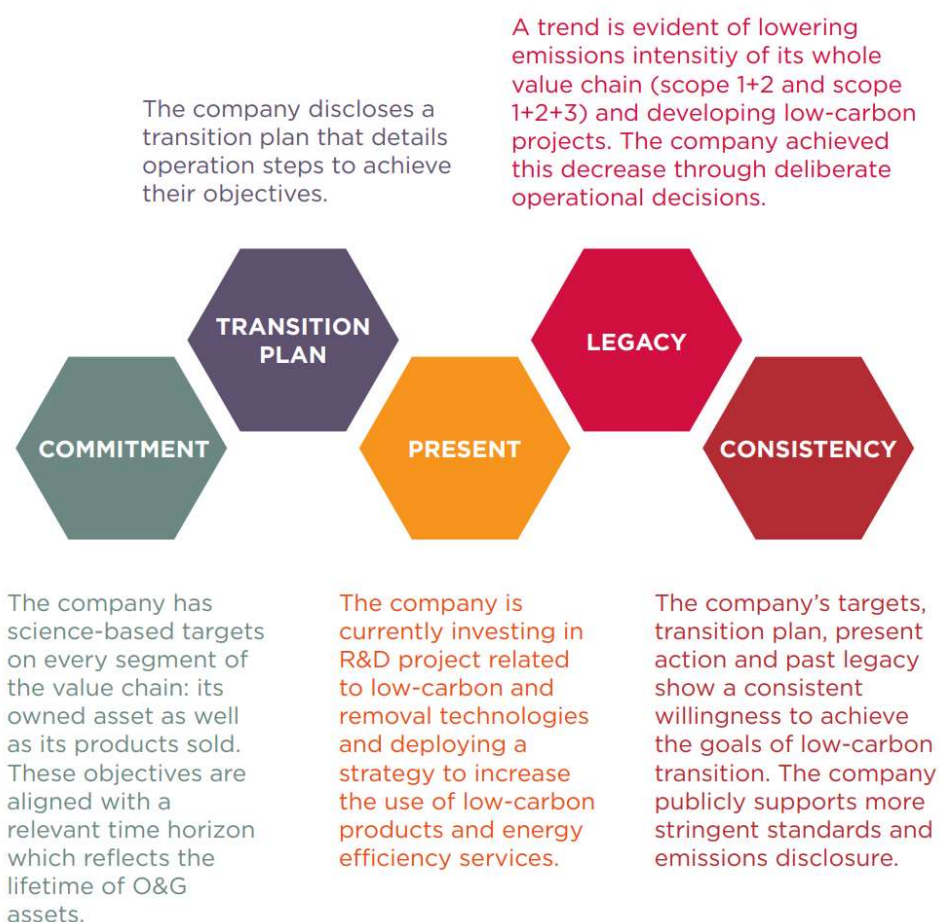 The company discloses a
transition plan that details
operation steps to achieve
their objectives.
A trend is evident of lowering
emissions intensitiy of its whole
value chain (scope 1+2 and scope
1+2+3) and developing low-carbon
projects. The company achieved
this decrease through deliberate
operational decisions.
TRANSITION
PLAN
LEGACY
COMMITMENT
PRESENT
CONSISTENCY
The company has
science-based targets
on every segment of
the value chain: its
owned asset as well
as its products sold.
These objectives are
aligned with a
relevant time horizon
which reflects the
lifetime of O&G
assets.
The company is
currently investing in
R&D project related
to low-carbon and
removal technologies
and deploying a
strategy to increase
the use of low-carbon
products and energy
efficiency services.
The company's targets,
transition plan, present
action and past legacy
show a consistent
willingness to achieve
the goals of low-carbon
transition. The company
publicly supports more
stringent standards and
emissions disclosure.